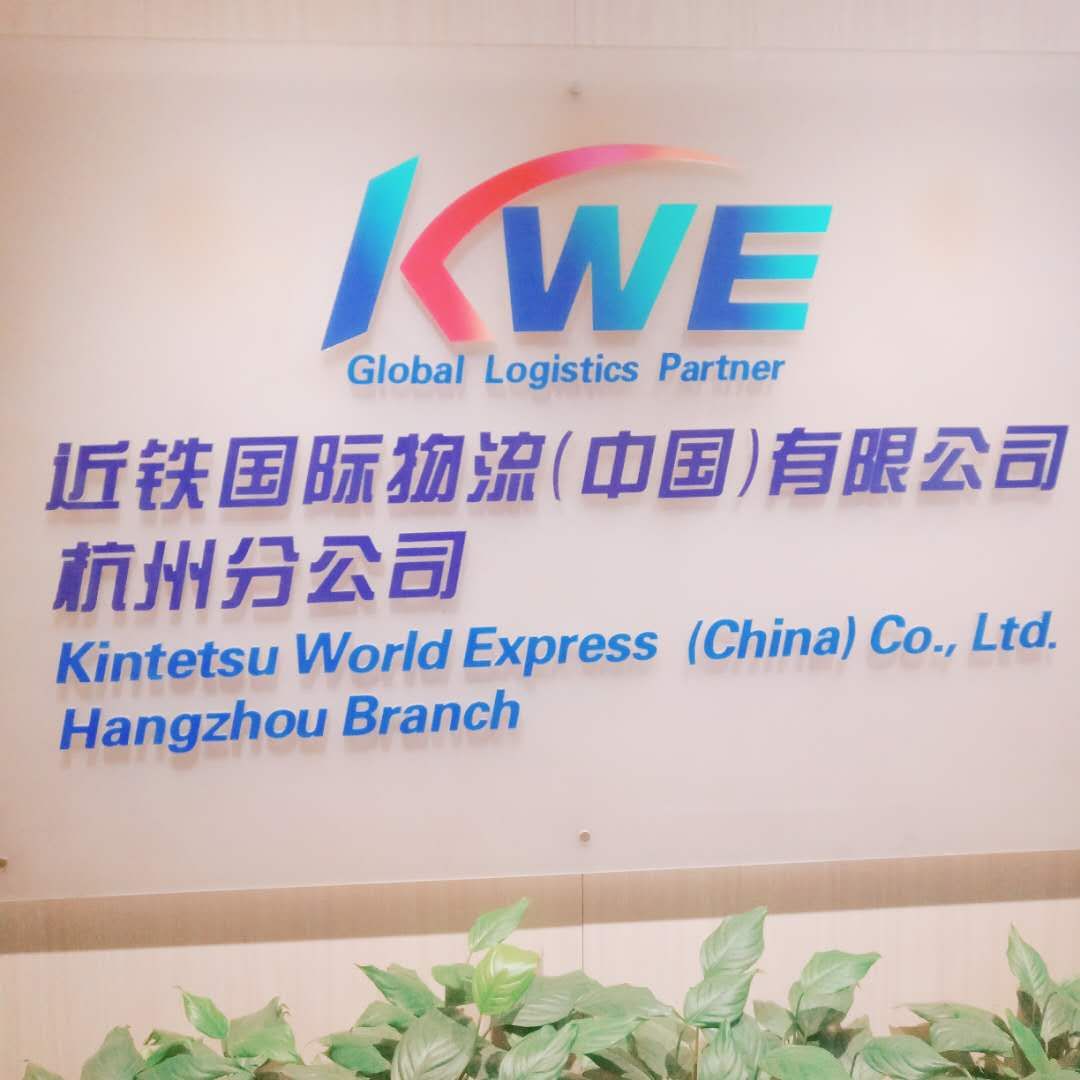 KWE
Global Logistics Partner
近铁国际物流(中国)有限公司
杭州分公司
Kintetsu World Express (China) Co., Ltd.
Hangzhou Branch